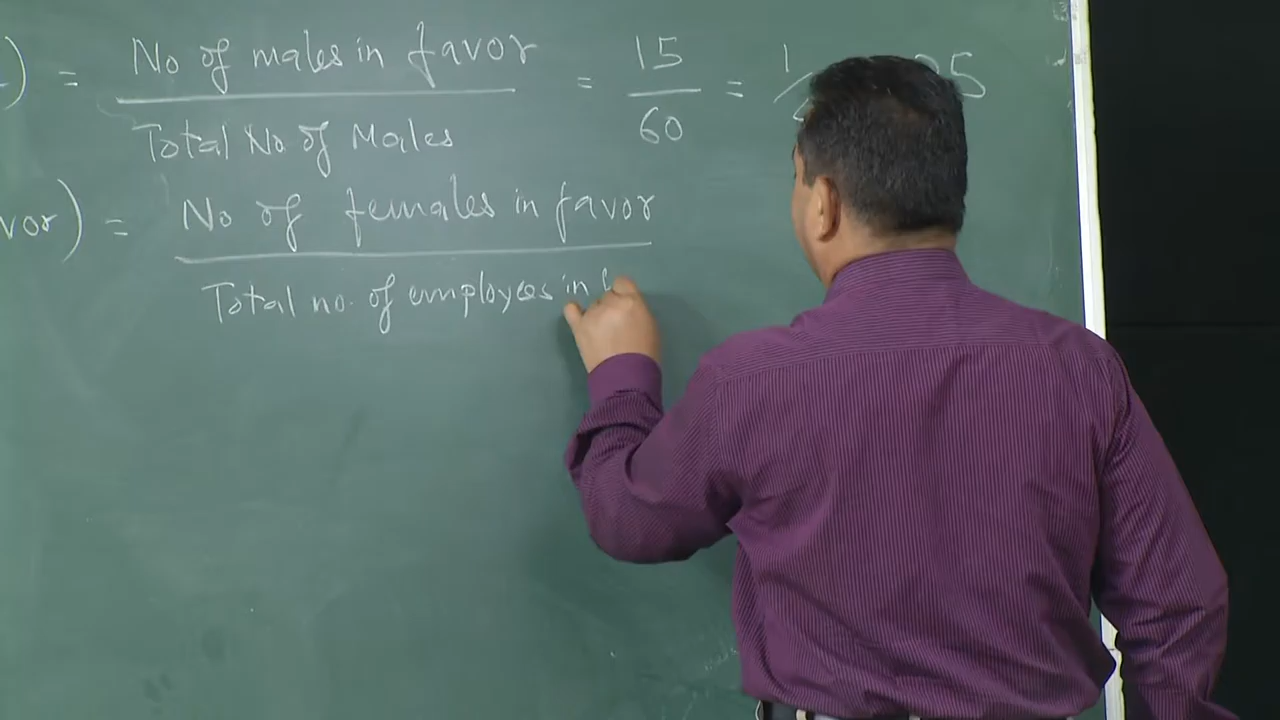 ) = No of males in favor / Total No of Males = 15 / 60 = 1 /
vor) = No of females in favor / Total no. of employees in